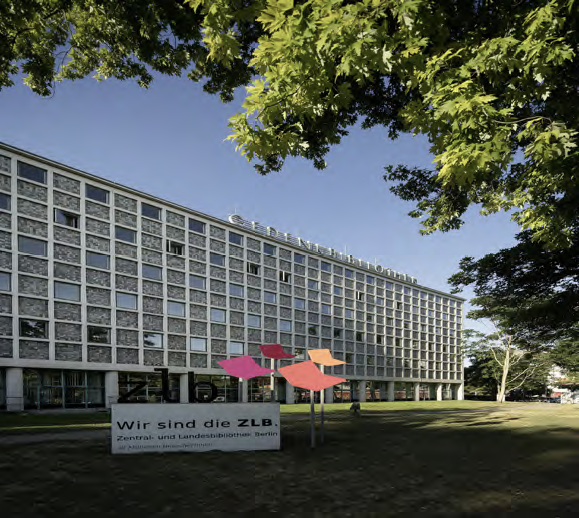 GEDENKBIBLIOTHEK
zlb
Wir sind die ZLB.
Zentral- und Landesbibliothek Berlin